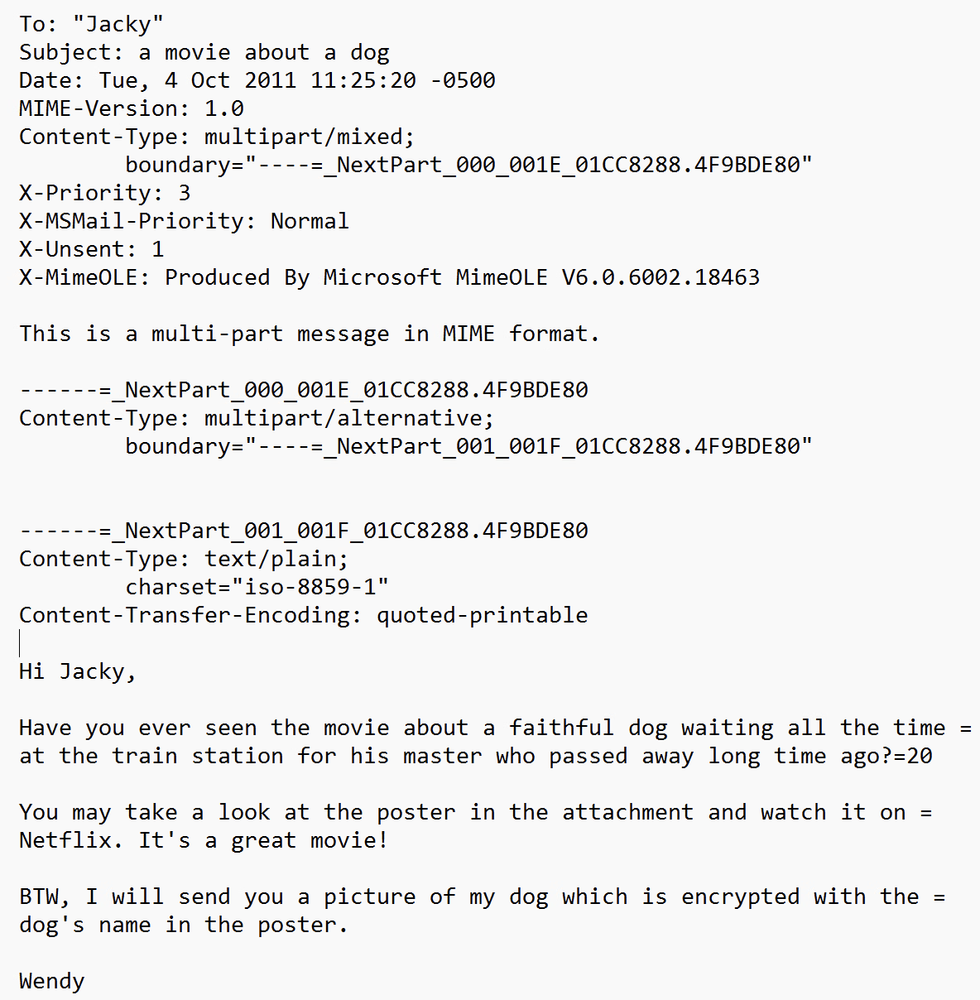 To: "Jacky"
Subject: a movie about a dog
Date: Tue, 4 Oct 2011 11:25:20 -0500
MIME-Version: 1.0
Content-Type: multipart/mixed;
        boundary="----=_NextPart_000_001E_01CC8288.4F9BDE80"
X-Priority: 3
X-MSMail-Priority: Normal
X-Unsent: 1
X-MimeOLE: Produced By Microsoft MimeOLE V6.0.6002.18463

This is a multi-part message in MIME format.

------=_NextPart_000_001E_01CC8288.4F9BDE80
Content-Type: multipart/alternative;
        boundary="----=_NextPart_001_001F_01CC8288.4F9BDE80"


------=_NextPart_001_001F_01CC8288.4F9BDE80
Content-Type: text/plain;
        charset="iso-8859-1"
Content-Transfer-Encoding: quoted-printable

Hi Jacky,

Have you ever seen the movie about a faithful dog waiting all the time =
at the train station for his master who passed away long time ago?=20

You may take a look at the poster in the attachment and watch it on =
Netflix. It's a great movie!

BTW, I will send you a picture of my dog which is encrypted with the =
dog's name in the poster.

Wendy